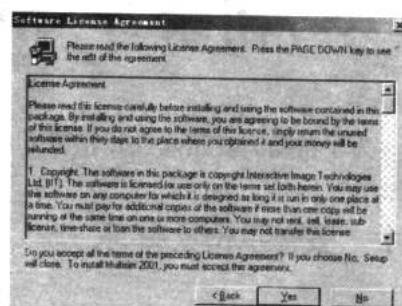 Software License Agreement
Please read the following License Agreement. Press the PAGE DOWN key to see
the rest of the agreement.
License Agreement
Please read this license carefully before installing and using the software contained in this
package. By installing and using the software, you are agreeing to be bound by the terms
of this license. If you do not agree to the terms of this license, simply return the unused
software within thirty days to the place where you obtained it and your money will be
refunded.
1. Copyright. The software in this package is copyright Interactive Image Technologies
Ltd. (IIT). The software is licensed for use only on the terms set forth herein. You may use
this software on any computer for which it is designed as long it is run in only one place at
a time. You must pay for additional copies of the software if more than one copy will be
running at the same time on one or more computers. You may not rent, sell, lease, sub
license, time-share or loan the software to others. You may not transfer this license
Do you accept all the terms of the preceding License Agreement? If you choose No, Setup
will close. To install Multisim 2001, you must accept this agreement.
< Back Yes No